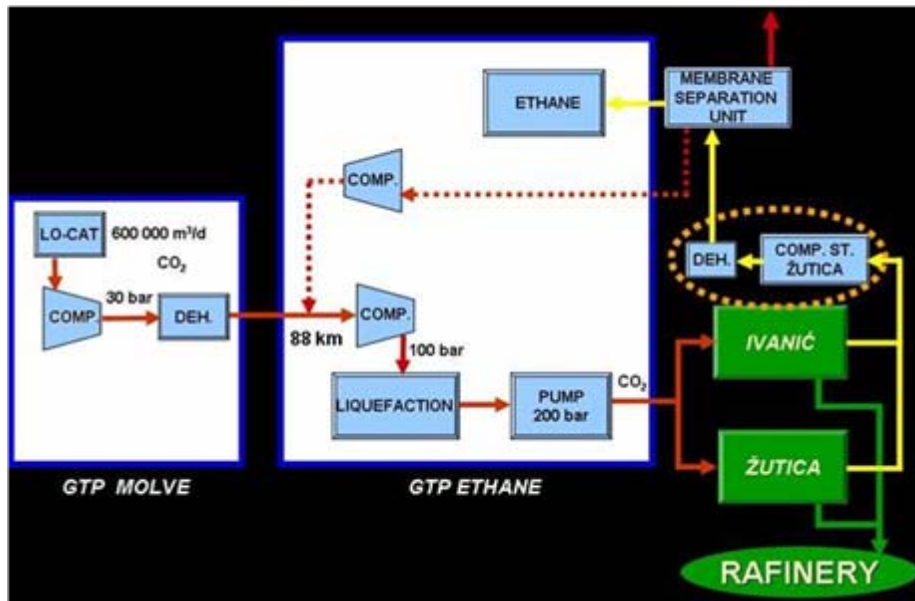 MEMBRANE
SEPARATION
UNIT
ETHANE
COMP.
LO-CAT
600 000 m³/d
CO₂
DEH.
COMP. ST.
ŽUTICA
COMP.
30 bar
DEH.
88 km
COMP.
100 bar
IVANIĆ
LIQUEFACTION
PUMP
200 bar
CO₂
ŽUTICA
GTP MOLVE
GTP ETHANE
RAFINERY